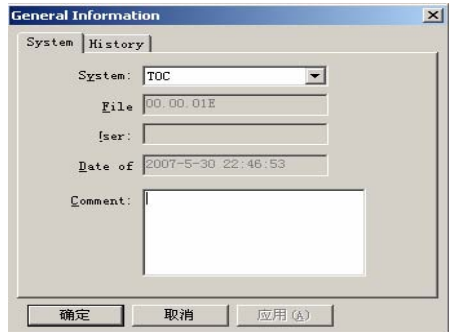 General Information
System History
System: TOC
File 00.00.01E
User:
Date of 2007-5-30 22:46:53
Comment:
确定 取消 应用(A)